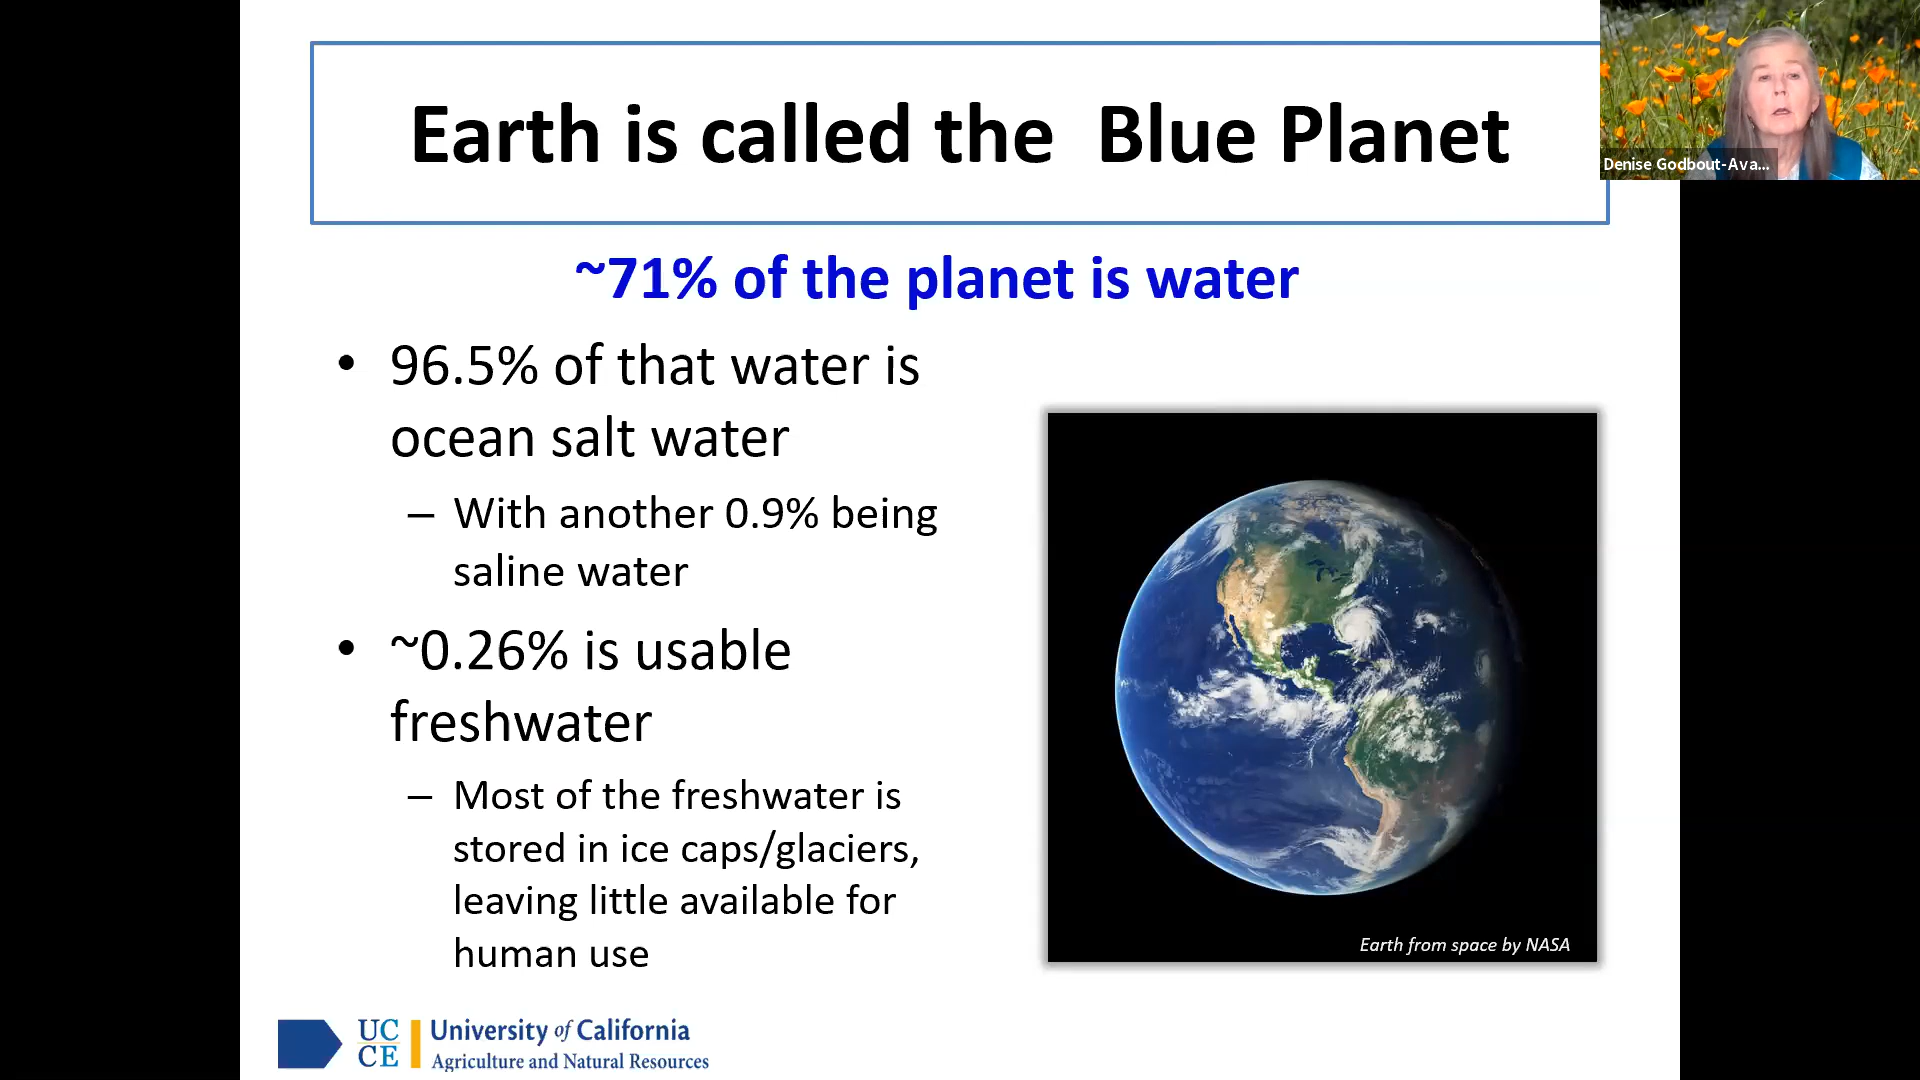 Earth is called the Blue Planet
Denise Godbout-Ava...
~71% of the planet is water
• 96.5% of that water is
ocean salt water
– With another 0.9% being
saline water
• ~0.26% is usable
freshwater
– Most of the freshwater is
stored in ice caps/glaciers,
leaving little available for
human use
Earth from space by NASA
UC
CE
University of California
Agriculture and Natural Resources